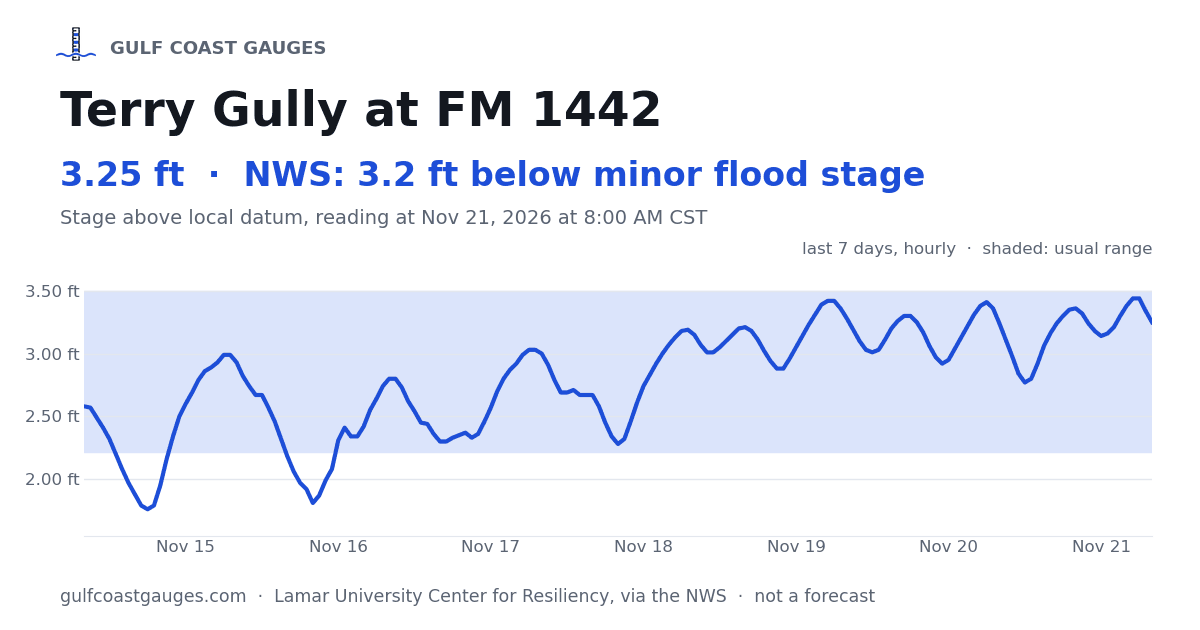 GULF COAST GAUGES
Terry Gully at FM 1442
3.25 ft · NWS: 3.2 ft below minor flood stage
Stage above local datum, reading at Nov 21, 2026 at 8:00 AM CST
last 7 days, hourly · shaded: usual range
3.50 ft
3.00 ft
2.50 ft
2.00 ft
Nov 15 Nov 16 Nov 17 Nov 18 Nov 19 Nov 20 Nov 21
gulfcoastgauges.com · Lamar University Center for Resiliency, via the NWS · not a forecast